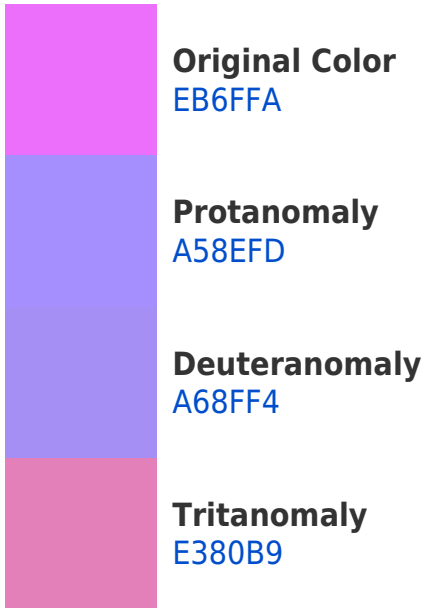 Original Color
EB6FFA
Protanomaly
A58EFD
Deuteranomaly
A68FF4
Tritanomaly
E380B9